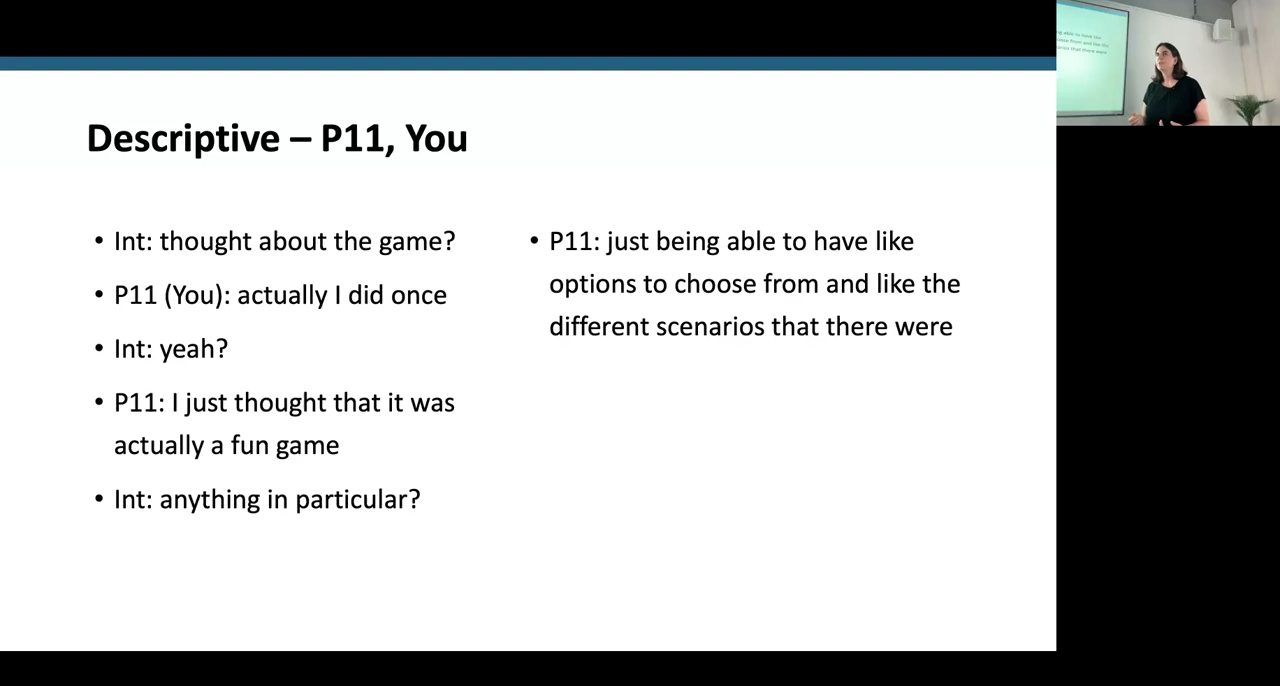 Descriptive – P11, You
• Int: thought about the game?
• P11 (You): actually I did once
• Int: yeah?
• P11: I just thought that it was
actually a fun game
• Int: anything in particular?
• P11: just being able to have like
options to choose from and like the
different scenarios that there were